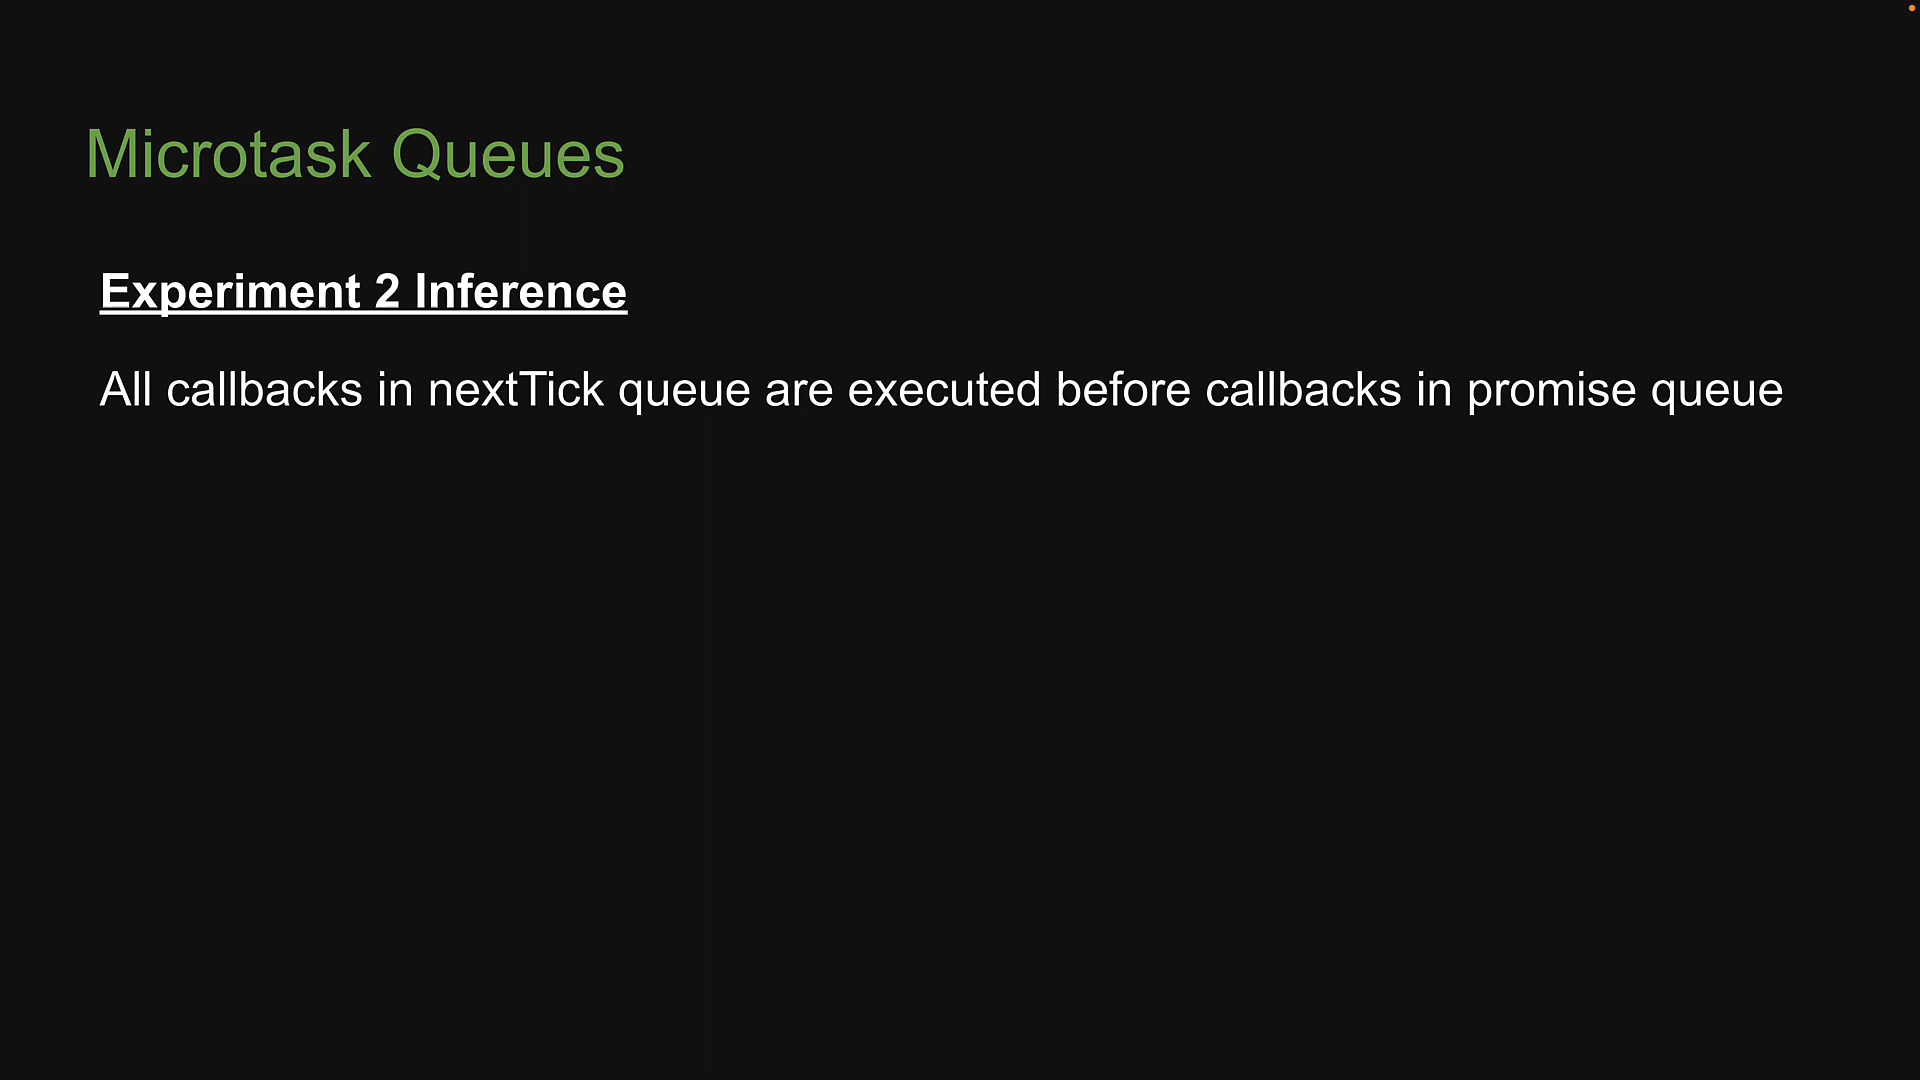 Microtask Queues
Experiment 2 Inference
All callbacks in nextTick queue are executed before callbacks in promise queue